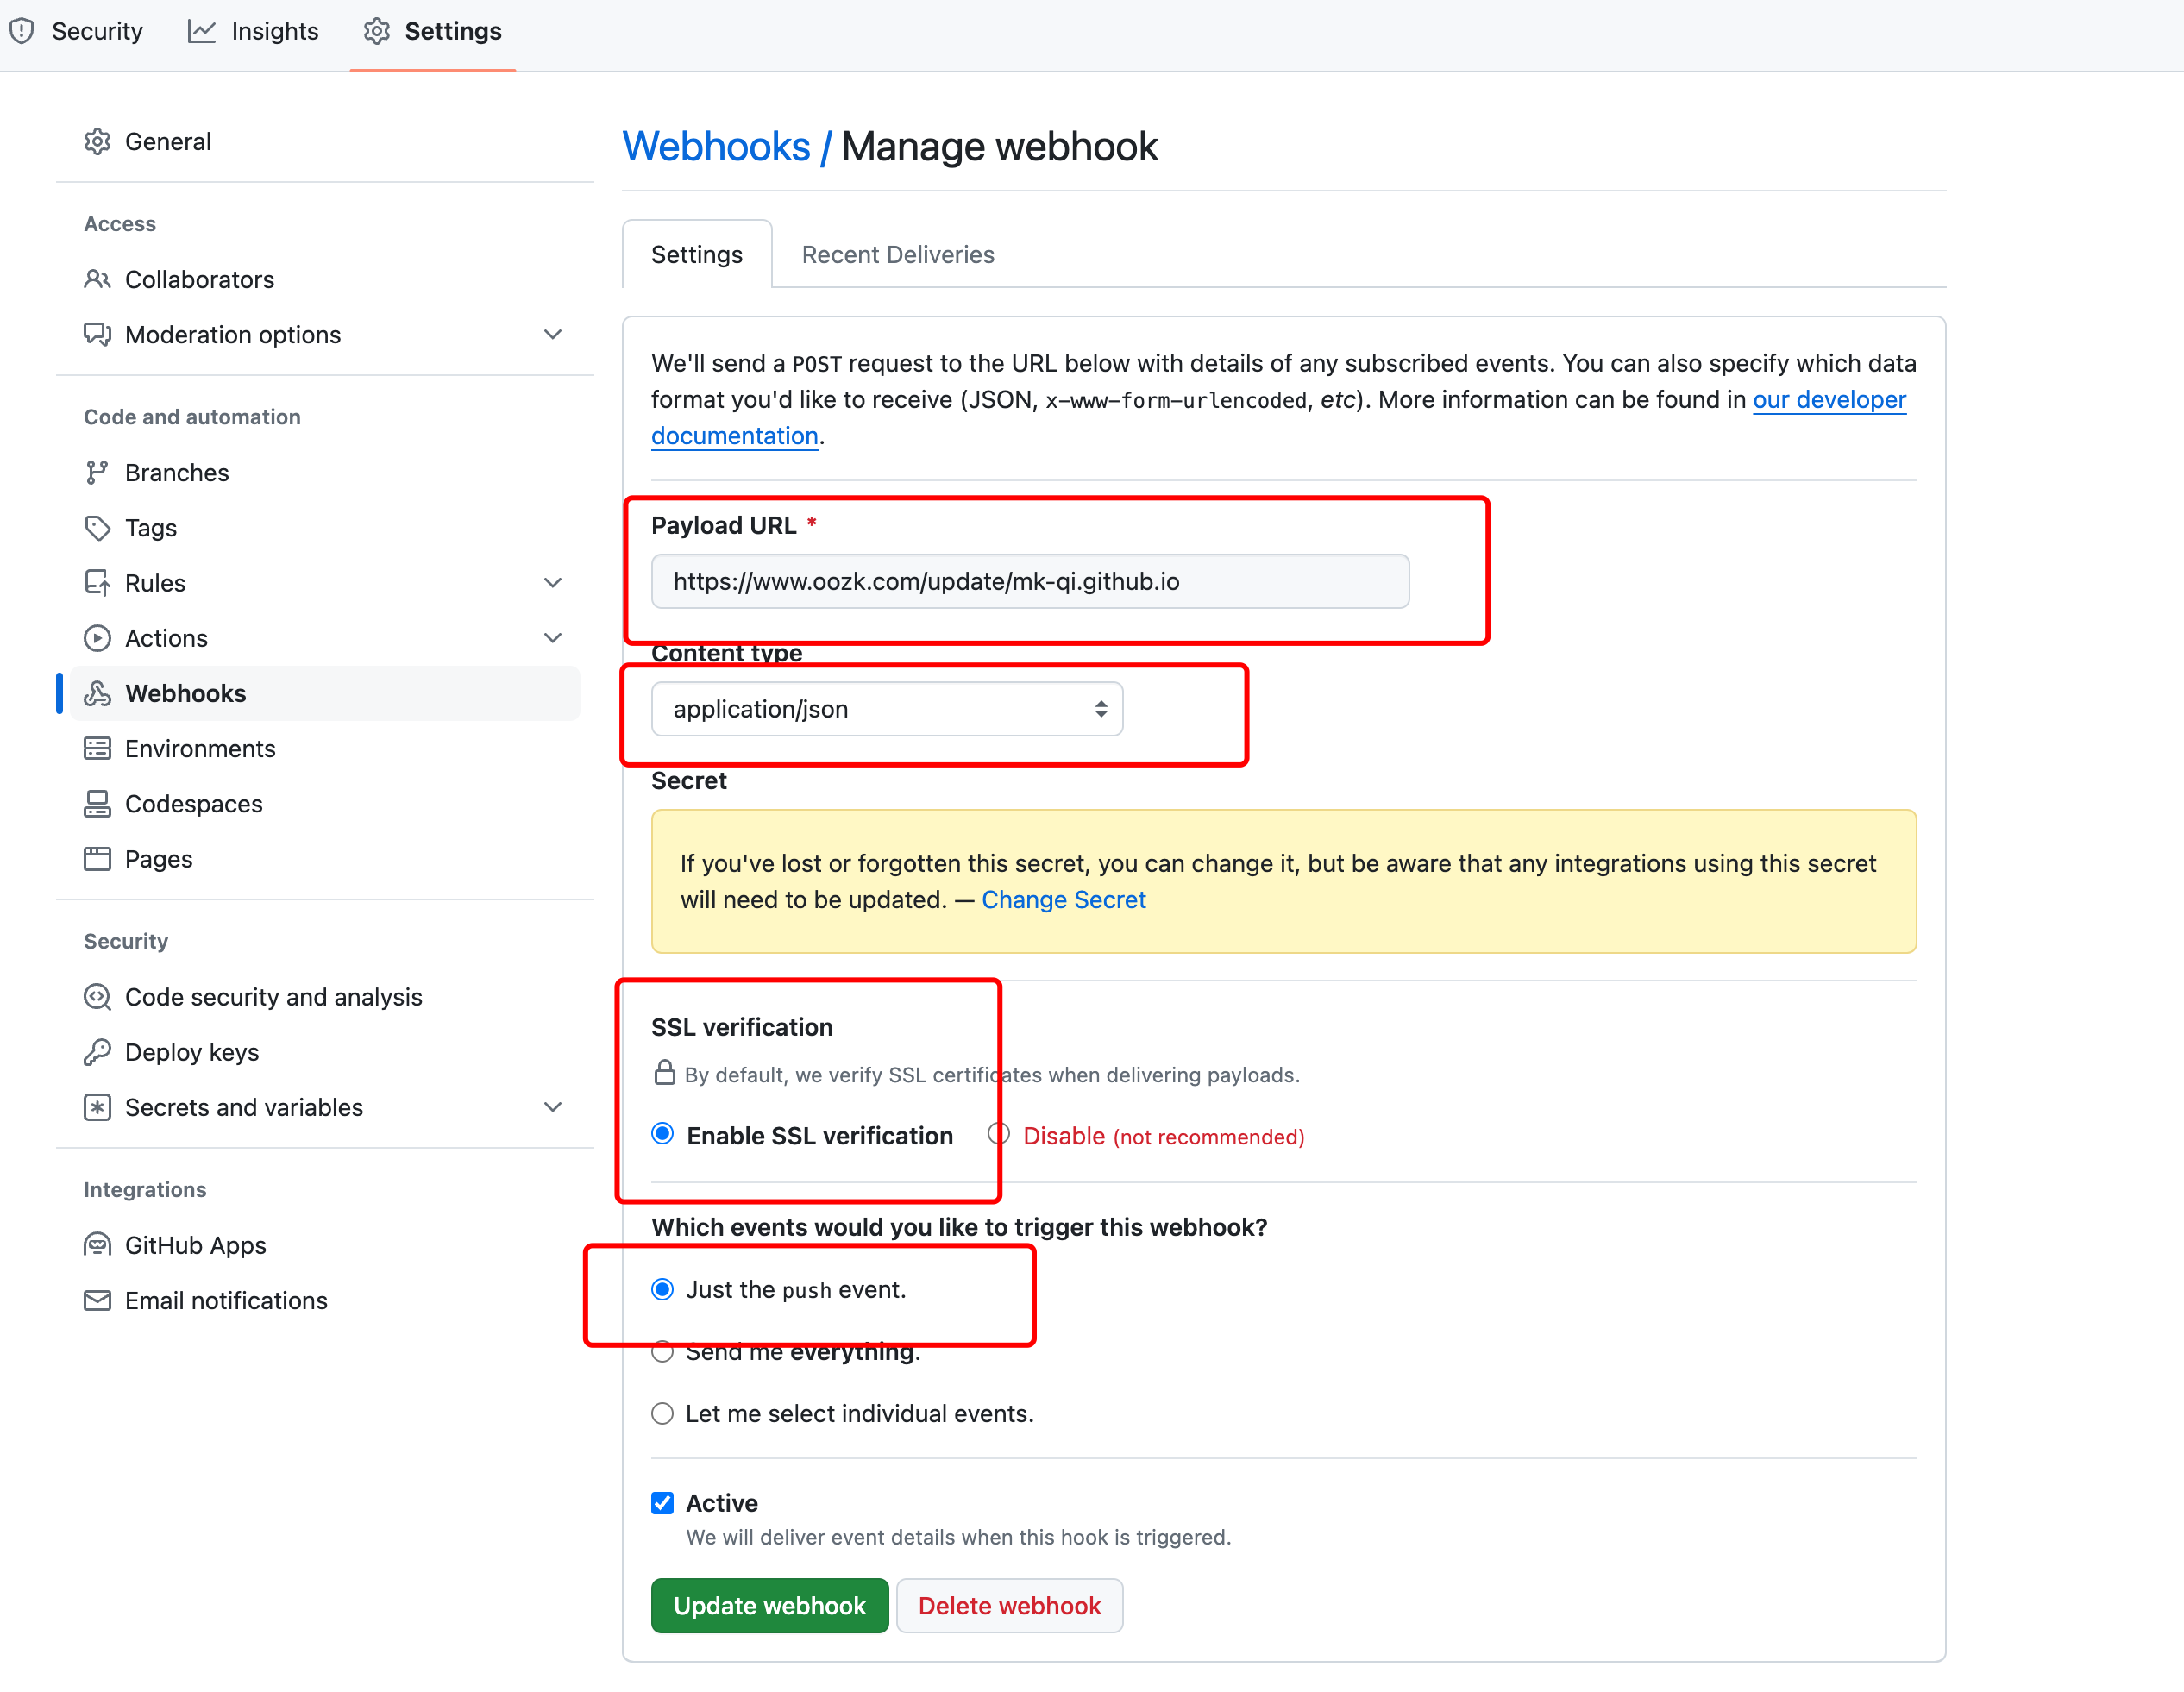 Security
Insights
Settings
General
Access
Collaborators
Moderation options
Code and automation
Branches
Tags
Rules
Actions
Webhooks
Environments
Codespaces
Pages
Security
Code security and analysis
Deploy keys
Secrets and variables
Integrations
GitHub Apps
Email notifications
Webhooks / Manage webhook
Settings
Recent Deliveries
We'll send a POST request to the URL below with details of any subscribed events. You can also specify which data
format you'd like to receive (JSON, x-www-form-urlencoded, etc). More information can be found in our developer
documentation.
Payload URL *
https://www.oozk.com/update/mk-qi.github.io
Content type
application/json
Secret
If you've lost or forgotten this secret, you can change it, but be aware that any integrations using this secret
will need to be updated. — Change Secret
SSL verification
By default, we verify SSL certificates when delivering payloads.
Enable SSL verification
Disable (not recommended)
Which events would you like to trigger this webhook?
Just the push event.
Send me everything.
Let me select individual events.
Active
We will deliver event details when this hook is triggered.
Update webhook
Delete webhook